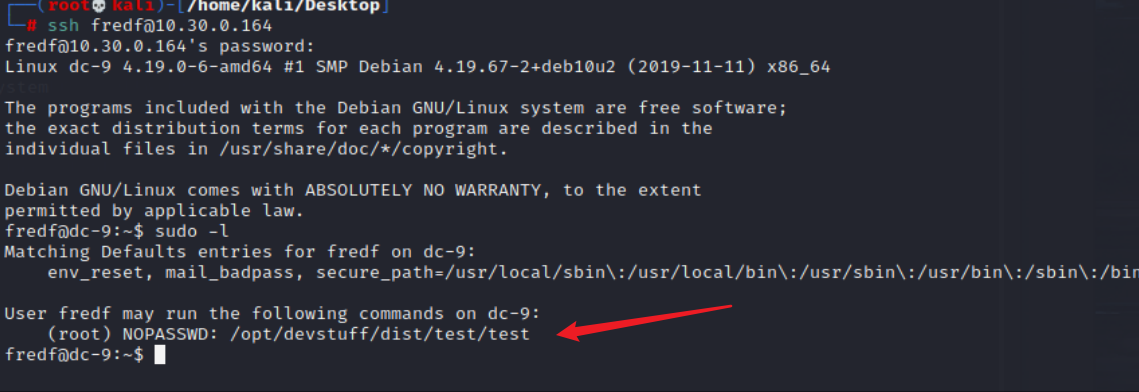 ┌──(root💀kali)-[/home/kali/Desktop]
└─# ssh fredf@10.30.0.164
fredf@10.30.0.164's password:
Linux dc-9 4.19.0-6-amd64 #1 SMP Debian 4.19.67-2+deb10u2 (2019-11-11) x86_64

The programs included with the Debian GNU/Linux system are free software;
the exact distribution terms for each program are described in the
individual files in /usr/share/doc/*/copyright.

Debian GNU/Linux comes with ABSOLUTELY NO WARRANTY, to the extent
permitted by applicable law.
fredf@dc-9:~$ sudo -l
Matching Defaults entries for fredf on dc-9:
    env_reset, mail_badpass, secure_path=/usr/local/sbin\:/usr/local/bin\:/usr/sbin\:/usr/bin\:/sbin\:/bin

User fredf may run the following commands on dc-9:
    (root) NOPASSWD: /opt/devstuff/dist/test/test
fredf@dc-9:~$